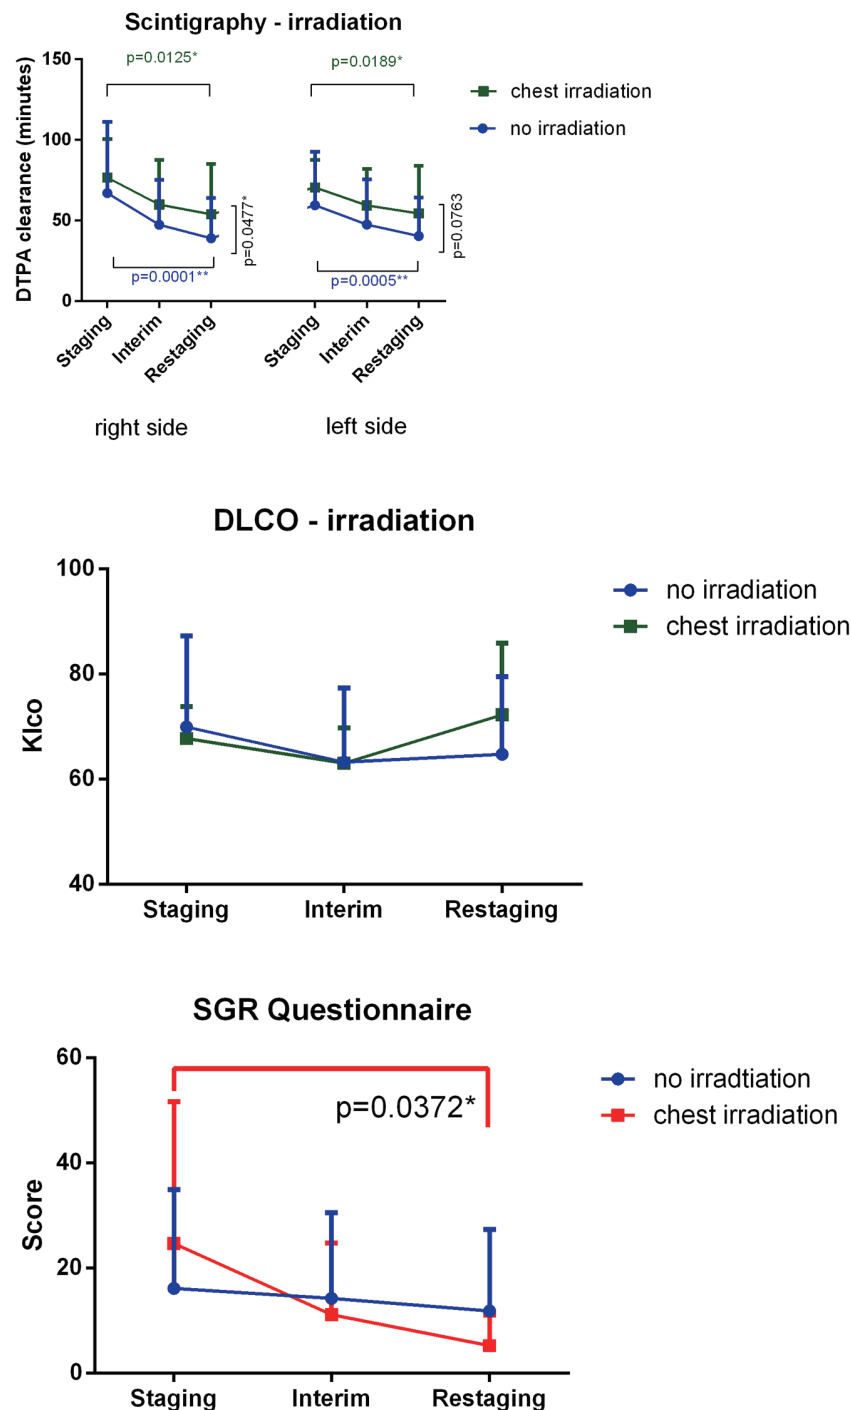 Scintigraphy - irradiation
DTPA clearance (minutes)
150
100
50
0
p=0.0125*
p=0.0189*
p=0.0477*
p=0.0763
p=0.0001**
p=0.0005**
chest irradiation
no irradiation
Staging
Interim
Restaging
Staging
Interim
Restaging
right side
left side
DLCO - irradiation
Klco
100
80
60
40
no irradiation
chest irradiation
Staging
Interim
Restaging
SGR Questionnaire
Score
60
40
20
0
p=0.0372*
no irradtiation
chest irradiation
Staging
Interim
Restaging